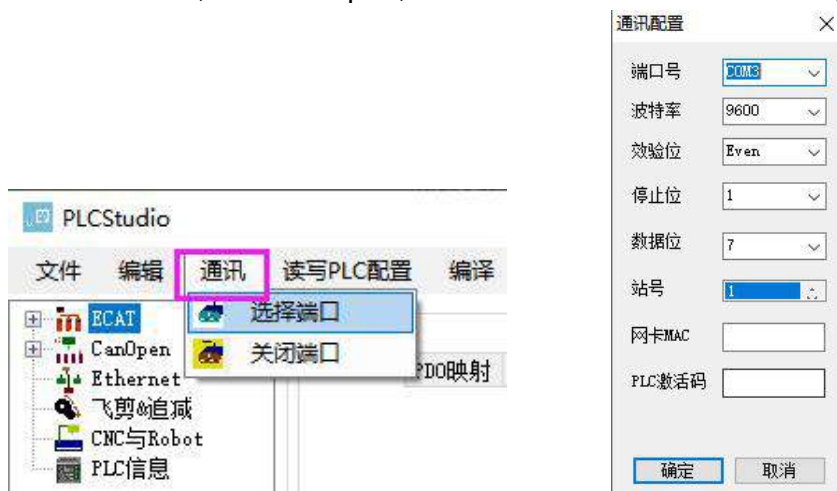 PLCStudio
文件 编辑 通讯 读写PLC配置 编译
选择端口
关闭端口
ECAT
CanOpen
Ethernet
飞剪&追减
CNC与Robot
PLC信息
PDO映射
通讯配置
端口号 COM3
波特率 9600
效验位 Even
停止位 1
数据位 7
站号 1
网卡MAC
PLC激活码
确定 取消